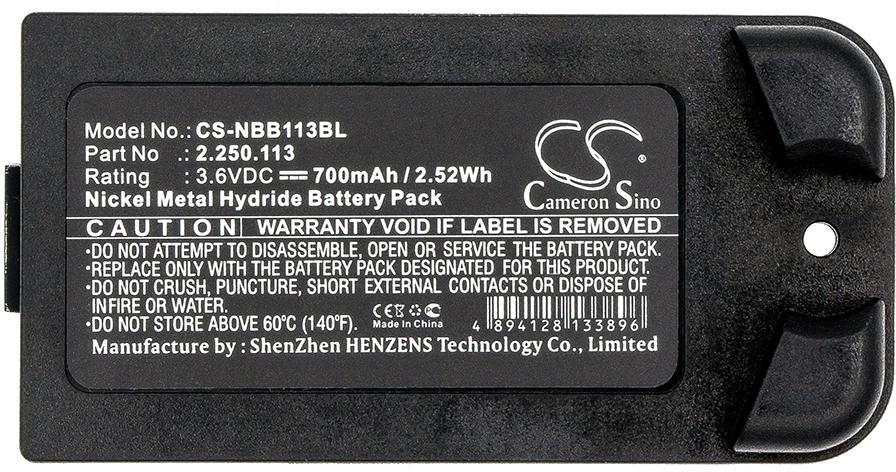 Model No.: CS-NBB113BL
Part No .: 2.250.113
Rating : 3.6VDC 700mAh / 2.52Wh
Nickel Metal Hydride Battery Pack
CS ®
Cameron Sino
CAUTION WARRANTY VOID IF LABEL IS REMOVED
•DO NOT ATTEMPT TO DISASSEMBLE, OPEN OR SERVICE THE BATTERY PACK.
•REPLACE ONLY WITH THE BATTERY PACK DESIGNATED FOR THIS PRODUCT.
•DO NOT CRUSH, PUNCTURE, SHORT EXTERNAL CONTACTS OR DISPOSE OF
INFIRE OR WATER.
•DO NOT STORE ABOVE 60°C (140°F).
CE
Made In China
4 894128 133896
Manufacture by : ShenZhen HENZENS Technology Co., Limited